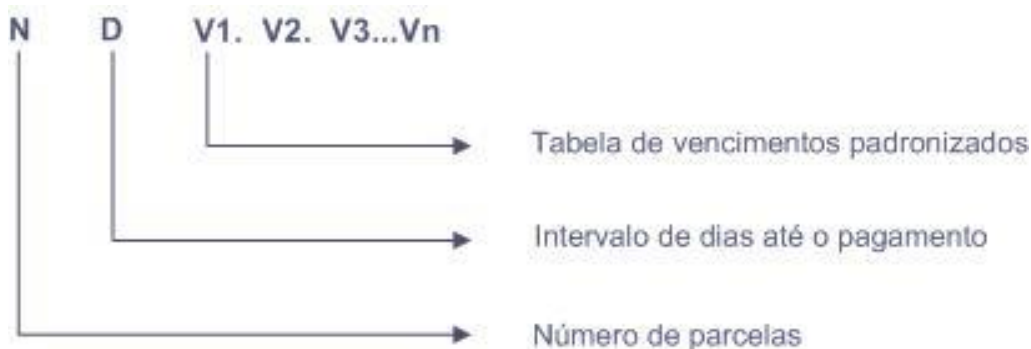 N D V1. V2. V3...Vn
Tabela de vencimentos padronizados
Intervalo de dias até o pagamento
Número de parcelas